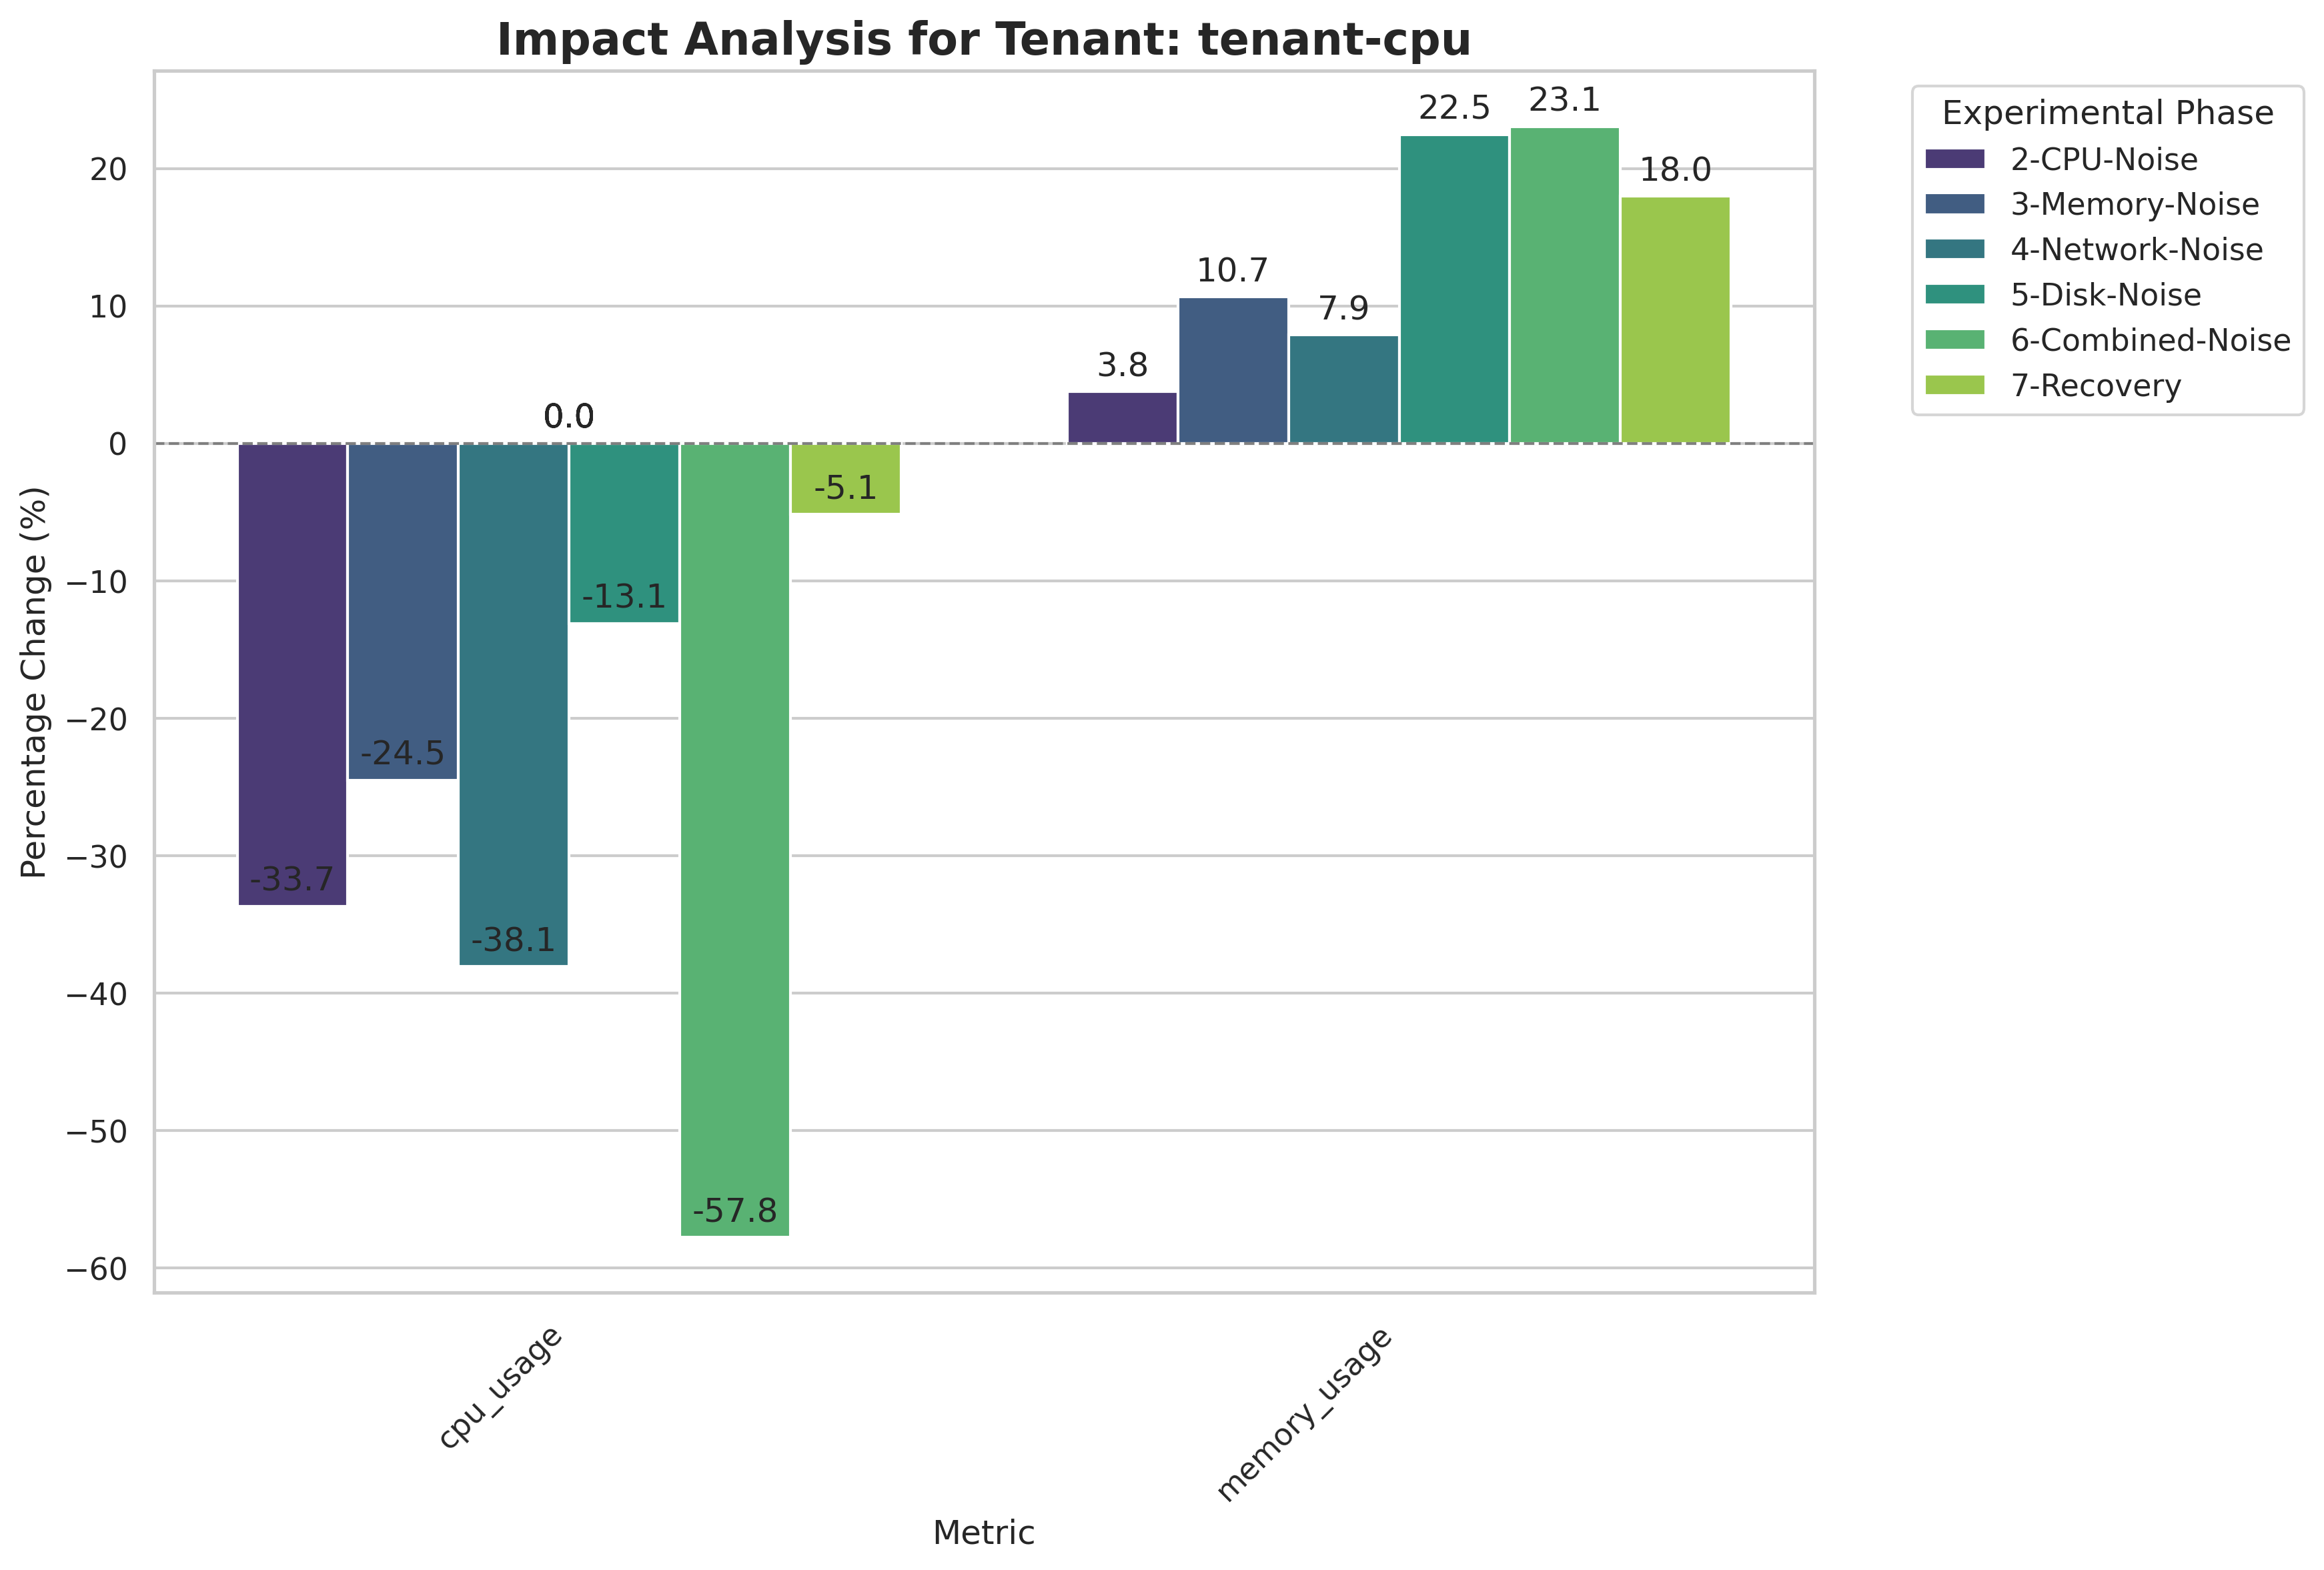 Impact Analysis for Tenant: tenant-cpu
Percentage Change (%)
20
10
0
−10
−20
−30
−40
−50
−60
-33.7
-24.5
-38.1
0.0
-13.1
-57.8
-5.1
3.8
10.7
7.9
22.5
23.1
18.0
cpu_usage
memory_usage
Metric
Experimental Phase
2-CPU-Noise
3-Memory-Noise
4-Network-Noise
5-Disk-Noise
6-Combined-Noise
7-Recovery